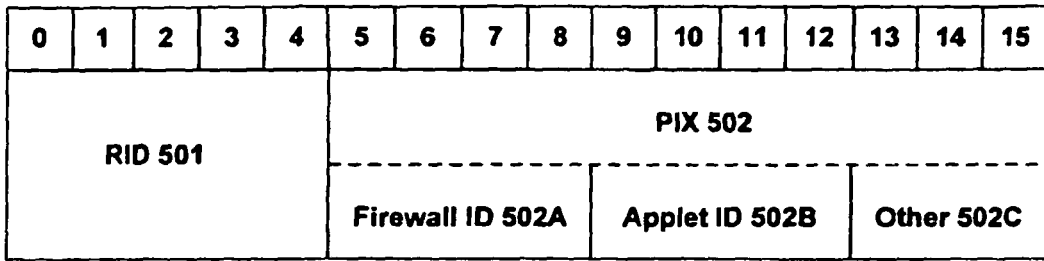 0 1 2 3 4 5 6 7 8 9 10 11 12 13 14 15
RID 501
PIX 502
Firewall ID 502A Applet ID 502B Other 502C